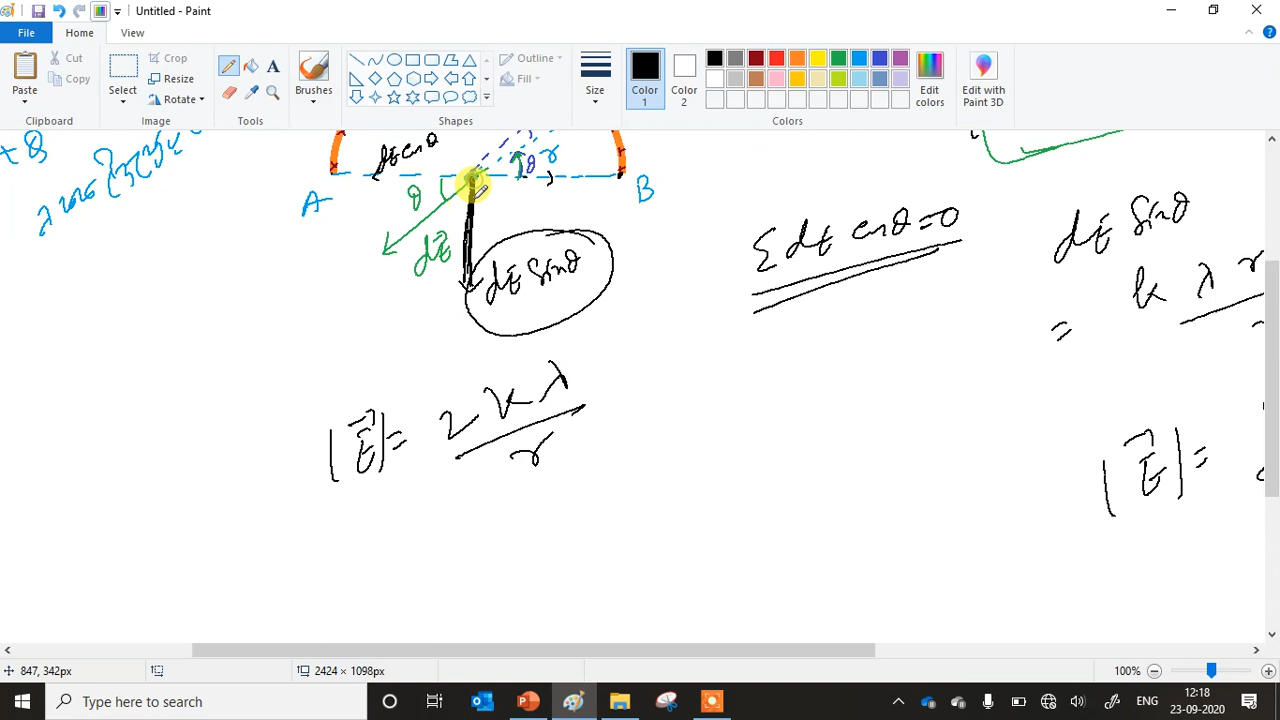 Untitled - Paint
File
Home
View
Paste
Cut
Copy
Clipboard
Select
Crop
Resize
Rotate
Image
A
Tools
Brushes
Outline
Fill
Shapes
Size
Color 1
Color 2
Edit colors
Edit with Paint 3D
Colors
+ Q
dE cosθ
θ
r
A
B
θ
dE
dE sinθ
Σ dE cosθ = 0
dE sinθ
= k λ r
|E| = 2kλ / r
|E| =
847, 342px
2424 × 1098px
100%
Type here to search
ENG
12:18
23-09-2020